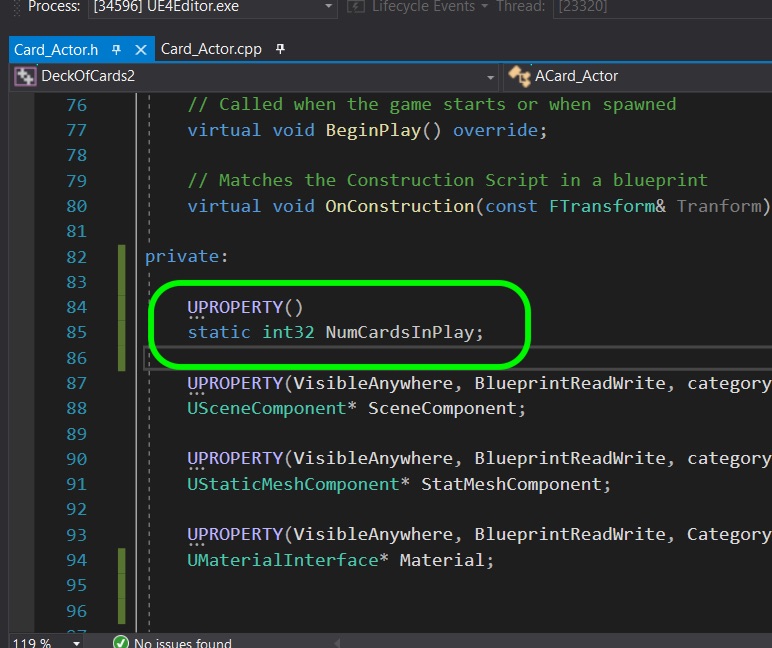 Process: [34596] UE4Editor.exe Lifecycle Events Thread: [23320]
Card_Actor.h Card_Actor.cpp
DeckOfCards2 ACard_Actor
76 // Called when the game starts or when spawned
77 virtual void BeginPlay() override;
78
79 // Matches the Construction Script in a blueprint
80 virtual void OnConstruction(const FTransform& Tranform)
81
82 private:
83
84 UPROPERTY()
85 static int32 NumCardsInPlay;
86
87 UPROPERTY(VisibleAnywhere, BlueprintReadWrite, category
88 USceneComponent* SceneComponent;
89
90 UPROPERTY(VisibleAnywhere, BlueprintReadWrite, category
91 UStaticMeshComponent* StatMeshComponent;
92
93 UPROPERTY(VisibleAnywhere, BlueprintReadWrite, Category
94 UMaterialInterface* Material;
95
96
119 % No issues found